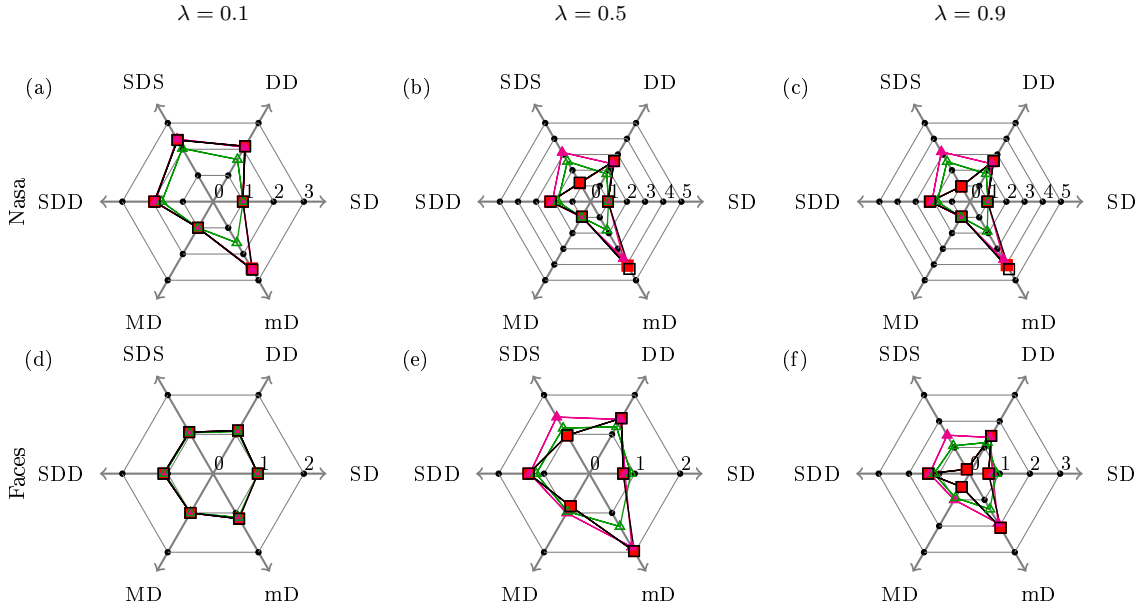 λ = 0.1 λ = 0.5 λ = 0.9
(a) SDS DD (b) SDS DD (c) SDS DD
Nasa SDD 0 1 2 3 SD SDD 0 1 2 3 4 5 SD SDD 0 1 2 3 4 5 SD
MD mD MD mD MD mD
(d) SDS DD (e) SDS DD (f) SDS DD
Faces SDD 0 1 2 SD SDD 0 1 2 SD SDD 0 1 2 3 SD
MD mD MD mD MD mD